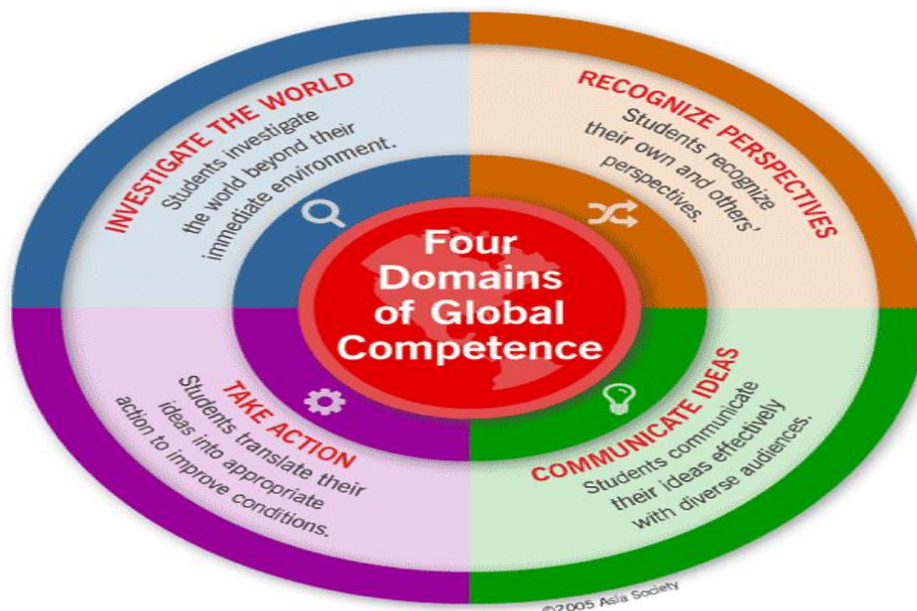 INVESTIGATE THE WORLD
Students investigate
the world beyond their
immediate environment.
RECOGNIZE PERSPECTIVES
Students recognize
their own and others'
perspectives.
Four
Domains
of Global
Competence
TAKE ACTION
Students translate their
ideas into appropriate
action to improve conditions.
COMMUNICATE IDEAS
Students communicate
their ideas effectively
with diverse audiences.
©2005 Asia Society